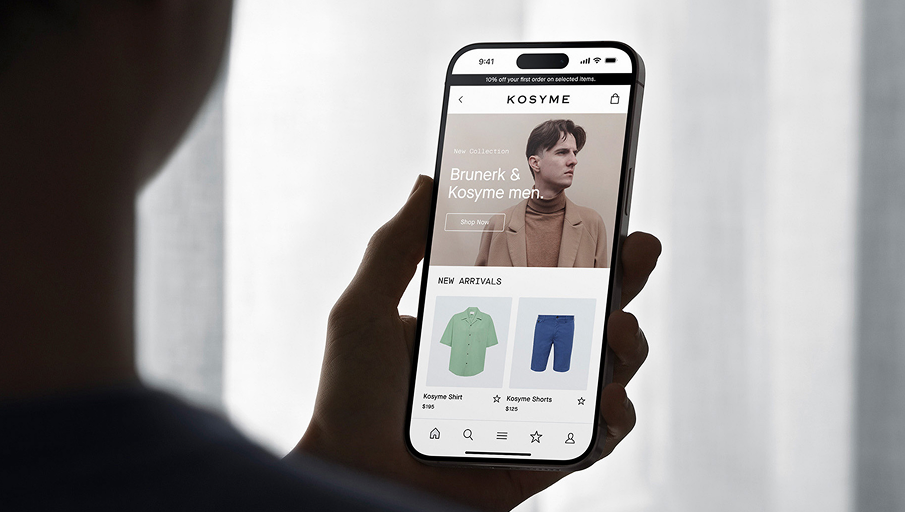 9:41
10% off your first order on selected items.
KOSYME
New Collection
Brunerk &
Kosyme men.
Shop Now
NEW ARRIVALS
Kosyme Shirt
$195
Kosyme Shorts
$125